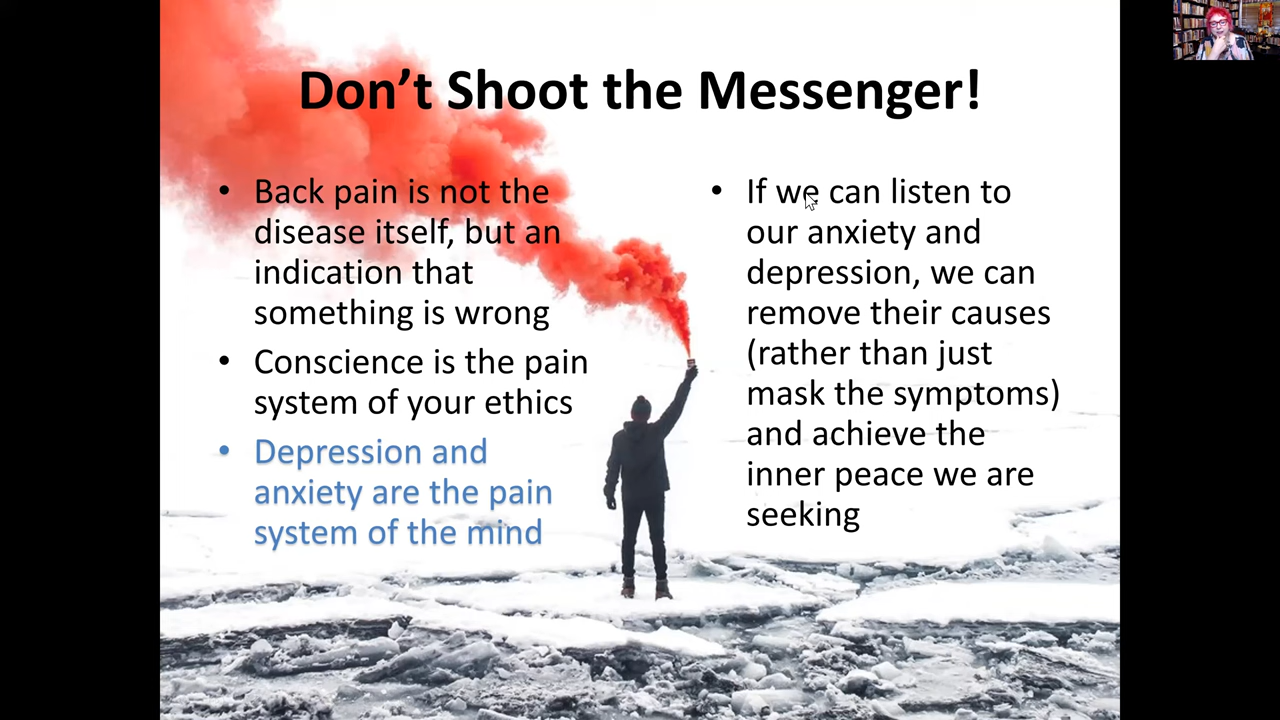 Don't Shoot the Messenger!
• Back pain is not the
disease itself, but an
indication that
something is wrong
• Conscience is the pain
system of your ethics
• Depression and
anxiety are the pain
system of the mind
• If we can listen to
our anxiety and
depression, we can
remove their causes
(rather than just
mask the symptoms)
and achieve the
inner peace we are
seeking